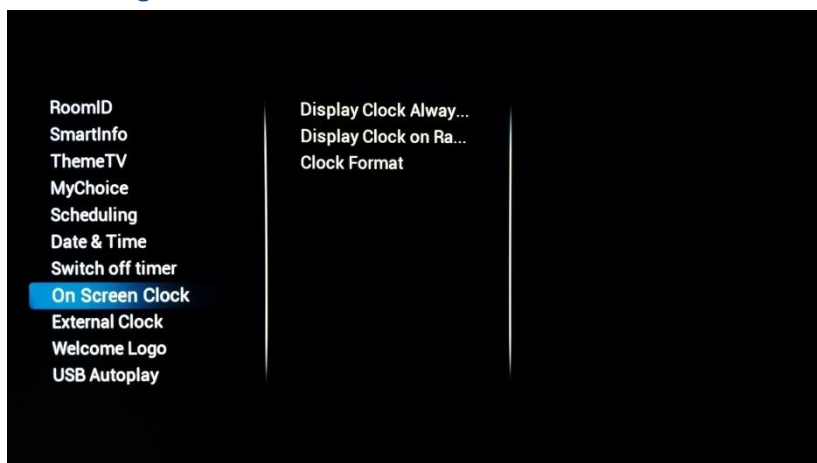 RoomID
SmartInfo
ThemeTV
MyChoice
Scheduling
Date & Time
Switch off timer
On Screen Clock
External Clock
Welcome Logo
USB Autoplay
Display Clock Alway...
Display Clock on Ra...
Clock Format